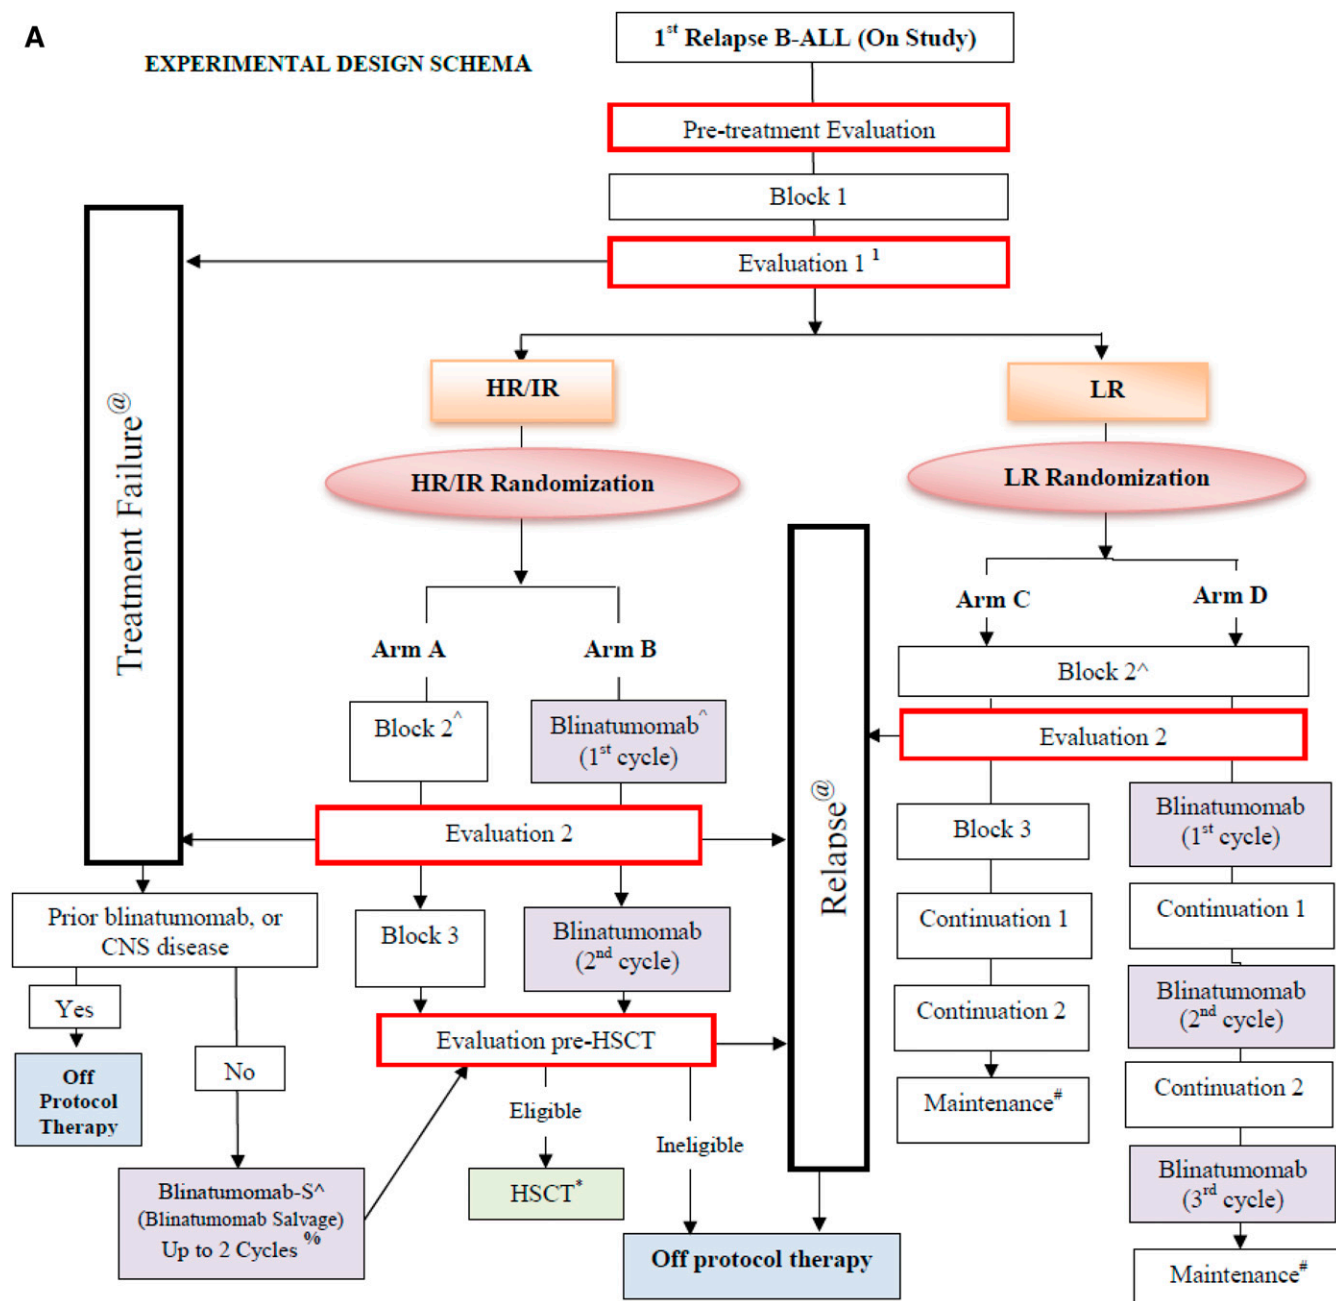 A
EXPERIMENTAL DESIGN SCHEMA
1st Relapse B-ALL (On Study)
Pre-treatment Evaluation
Block 1
Evaluation 1 1
Treatment Failure@
HR/IR
LR
HR/IR Randomization
LR Randomization
Arm A
Arm B
Arm C
Arm D
Block 2^
Block 2^
Blinatumomab^
(1st cycle)
Evaluation 2
Evaluation 2
Relapse@
Blinatumomab
(1st cycle)
Block 3
Prior blinatumomab, or
CNS disease
Block 3
Blinatumomab
(2nd cycle)
Continuation 1
Continuation 1
Yes
No
Evaluation pre-HSCT
Continuation 2
Blinatumomab
(2nd cycle)
Off
Protocol
Therapy
Eligible
Ineligible
Maintenance#
Continuation 2
Blinatumomab-S^
(Blinatumomab Salvage)
Up to 2 Cycles %
HSCT*
Blinatumomab
(3rd cycle)
Off protocol therapy
Maintenance#